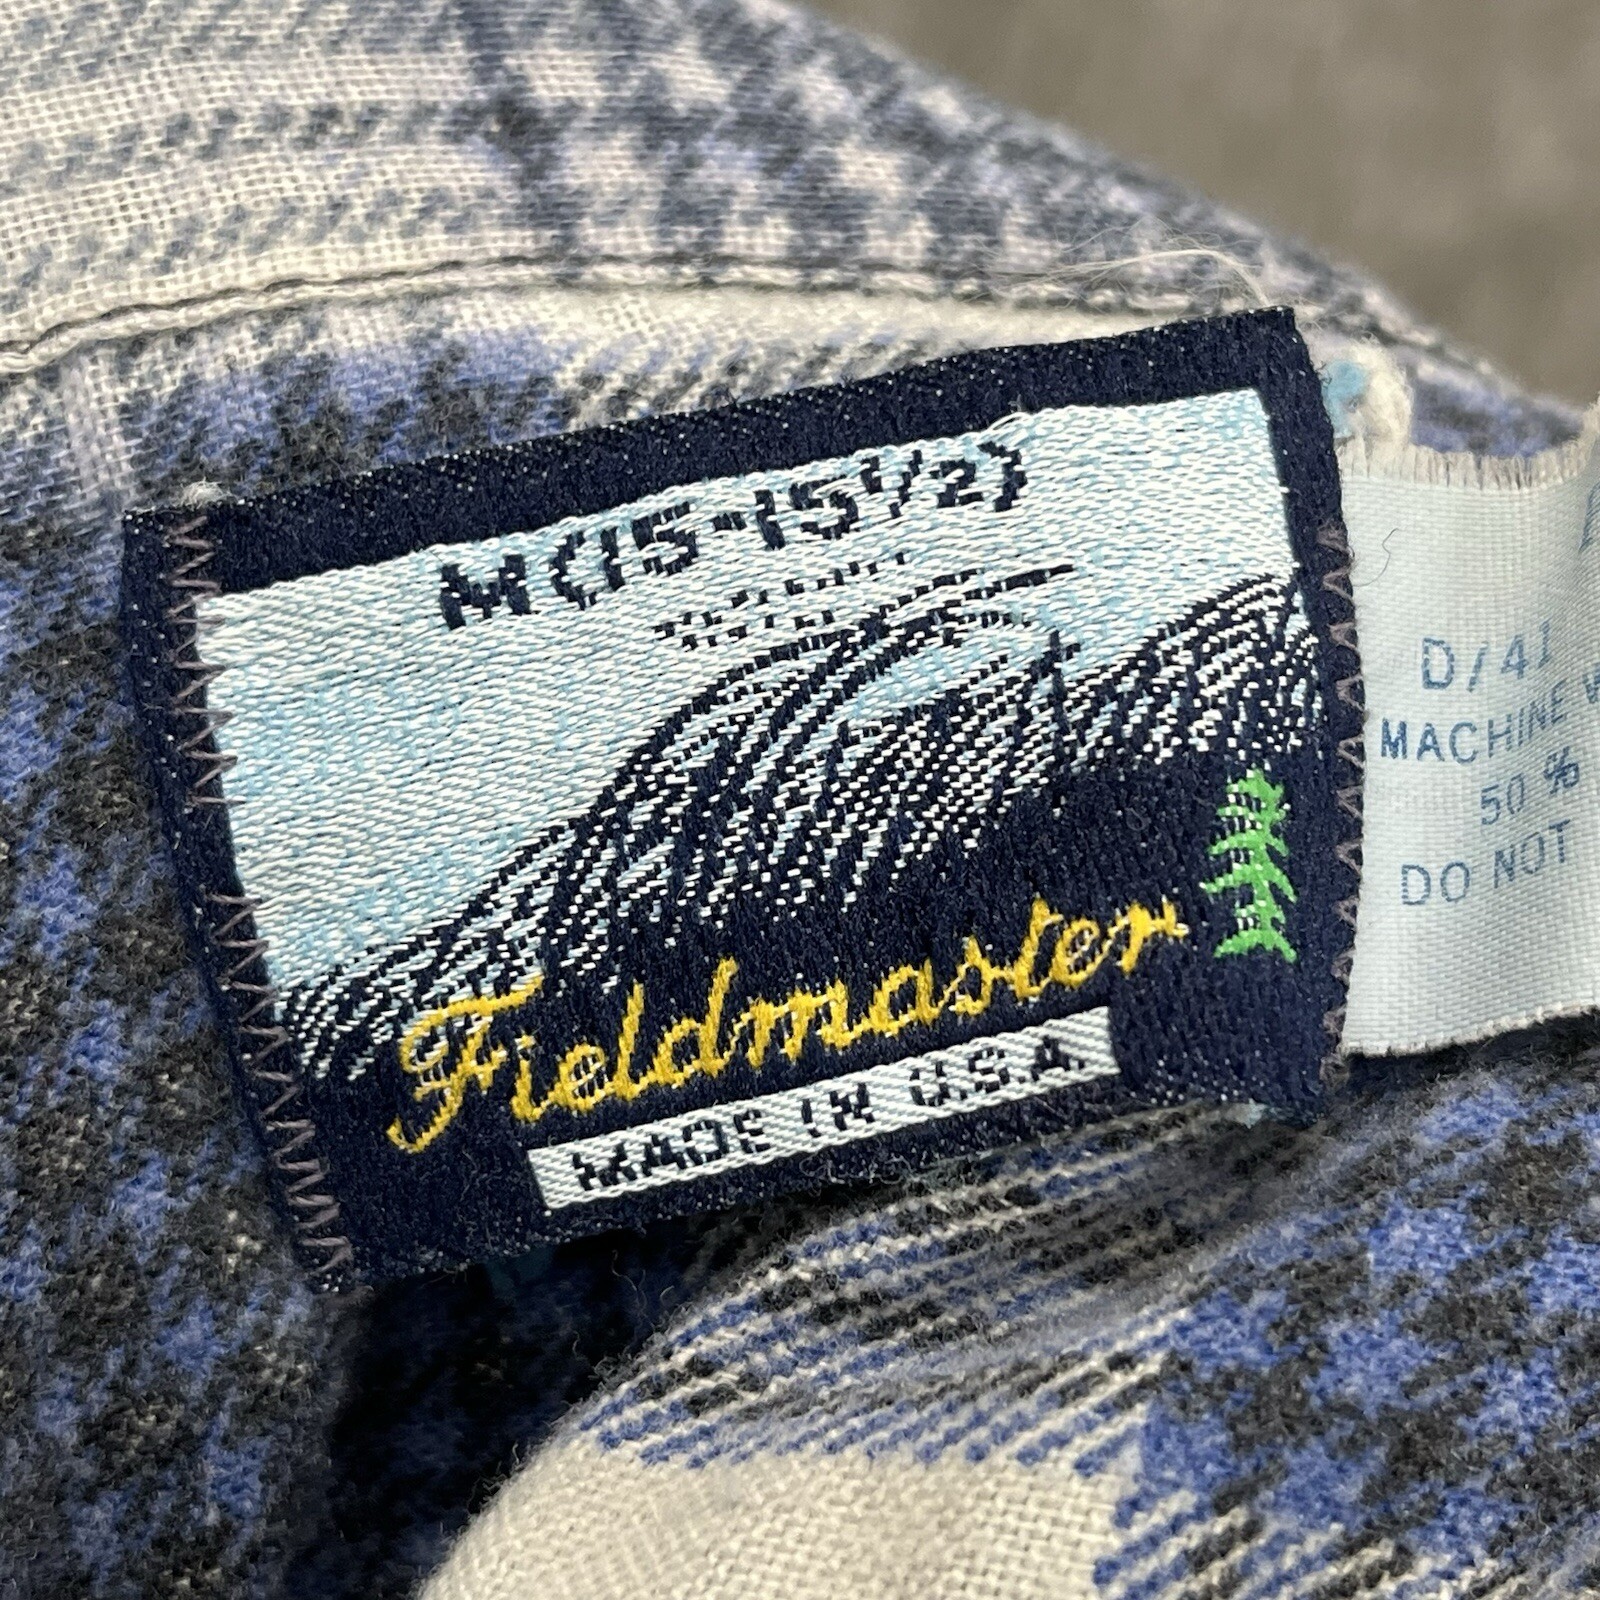 M (15-15½)
Fieldmaster
MADE IN U.S.A.
D/41
MACHINE
50 %
DO NOT